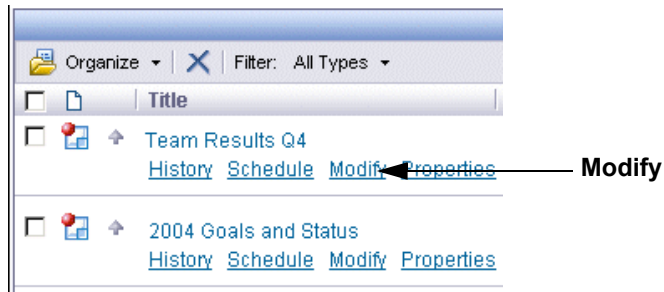 Organize Filter: All Types
Title
Team Results Q4
History Schedule Modify Properties
Modify
2004 Goals and Status
History Schedule Modify Properties